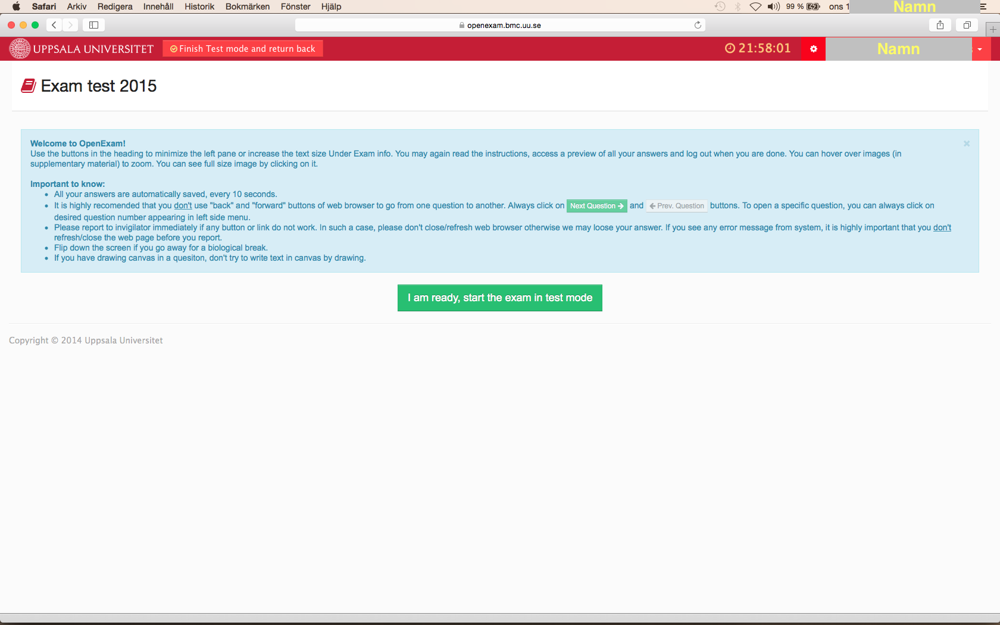 Safari Arkiv Redigera Innehåll Historik Bokmärken Fönster Hjälp 99 % ons 1 Namn
openexam.bmc.uu.se
UPPSALA UNIVERSITET Finish Test mode and return back 21:58:01 Namn
Exam test 2015
Welcome to OpenExam!
Use the buttons in the heading to minimize the left pane or increase the text size Under Exam info. You may again read the instructions, access a preview of all your answers and log out when you are done. You can hover over images (in
supplementary material) to zoom. You can see full size image by clicking on it.
Important to know:
• All your answers are automatically saved, every 10 seconds.
• It is highly recomended that you don't use "back" and "forward" buttons of web browser to go from one question to another. Always click on Next Question → and ← Prev. Question buttons. To open a specific question, you can always click on
desired question number appearing in left side menu.
• Please report to invigilator immediately if any button or link do not work. In such a case, please don't close/refresh web browser otherwise we may loose your answer. If you see any error message from system, it is highly important that you don't
refresh/close the web page before you report.
• Flip down the screen if you go away for a biological break.
• If you have drawing canvas in a quesiton, don't try to write text in canvas by drawing.
I am ready, start the exam in test mode
Copyright © 2014 Uppsala Universitet